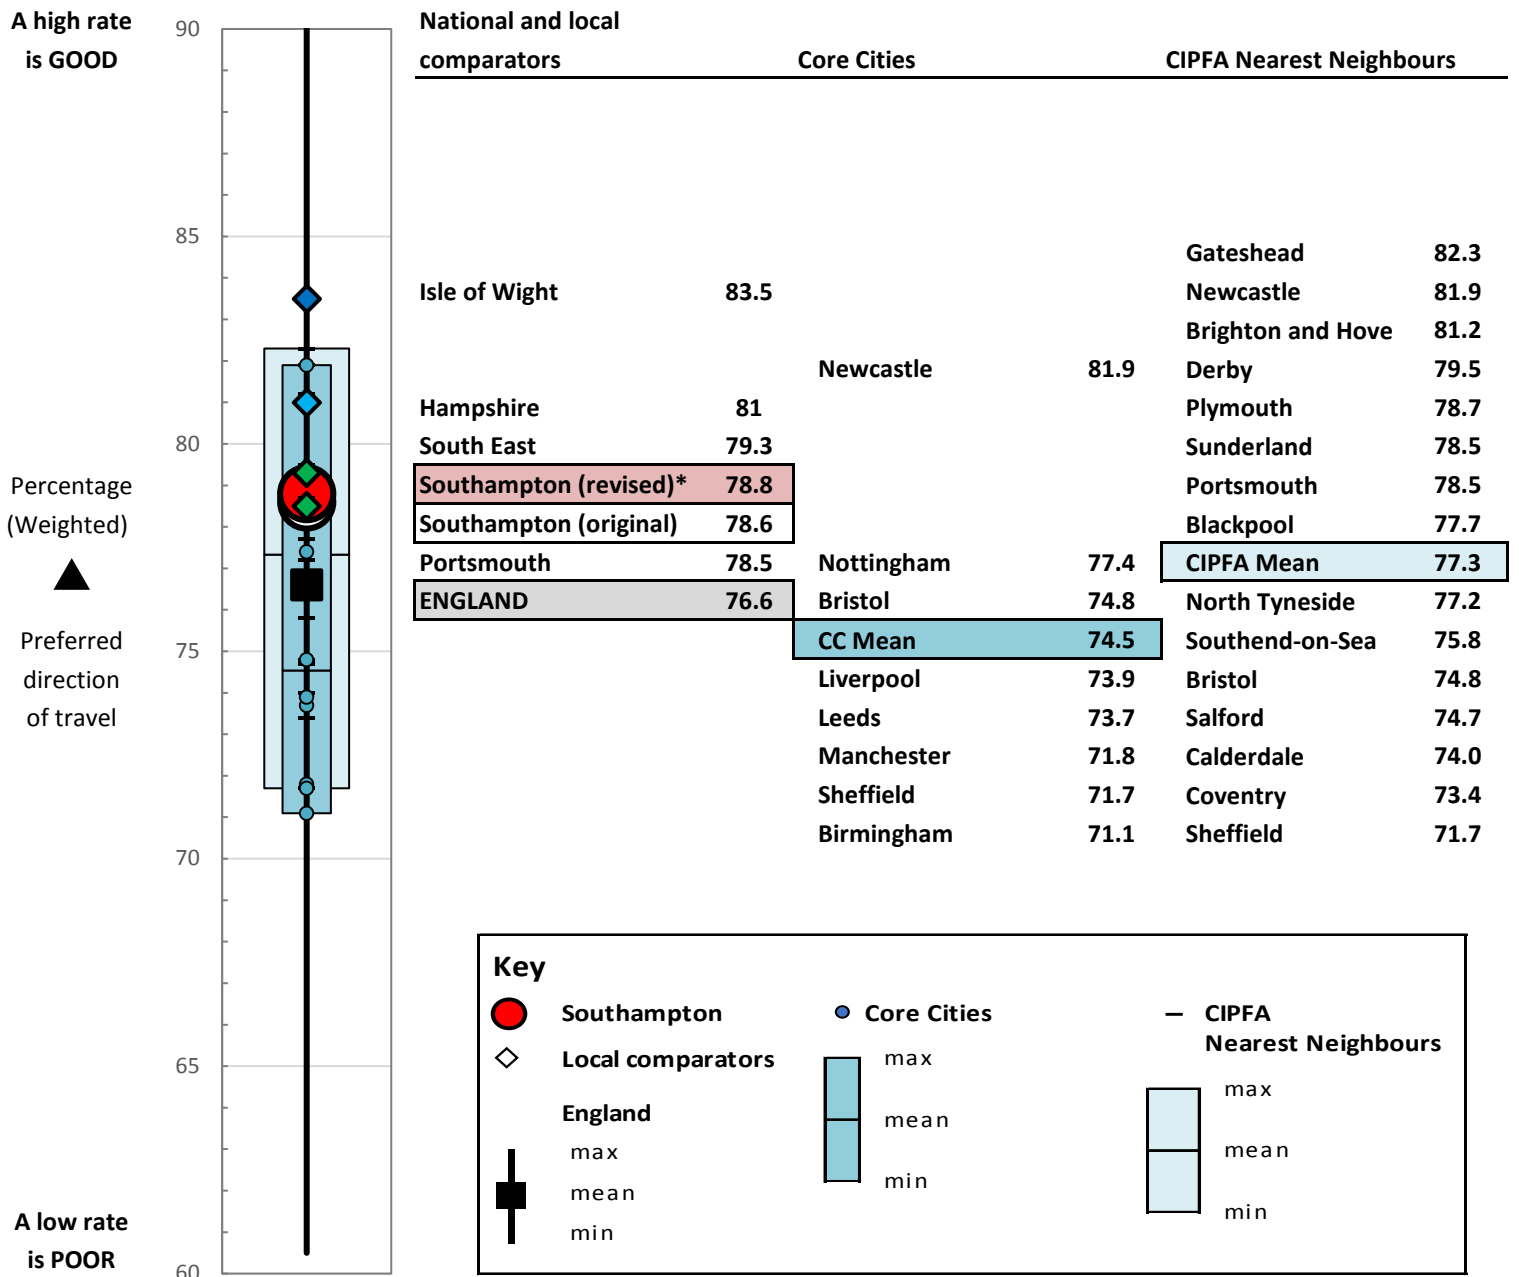 A high rate
is GOOD
90
85
80
75
70
65
60
Percentage
(Weighted)
Preferred
direction
of travel
A low rate
is POOR
National and local
comparators
Isle of Wight 83.5
Hampshire 81
South East 79.3
Southampton (revised)* 78.8
Southampton (original) 78.6
Portsmouth 78.5
ENGLAND 76.6
Core Cities
Newcastle 81.9
Nottingham 77.4
Bristol 74.8
CC Mean 74.5
Liverpool 73.9
Leeds 73.7
Manchester 71.8
Sheffield 71.7
Birmingham 71.1
CIPFA Nearest Neighbours
Gateshead 82.3
Newcastle 81.9
Brighton and Hove 81.2
Derby 79.5
Plymouth 78.7
Sunderland 78.5
Portsmouth 78.5
Blackpool 77.7
CIPFA Mean 77.3
North Tyneside 77.2
Southend-on-Sea 75.8
Bristol 74.8
Salford 74.7
Calderdale 74.0
Coventry 73.4
Sheffield 71.7
Key
Southampton
Local comparators
England
max
mean
min
Core Cities
max
mean
min
CIPFA
Nearest Neighbours
max
mean
min